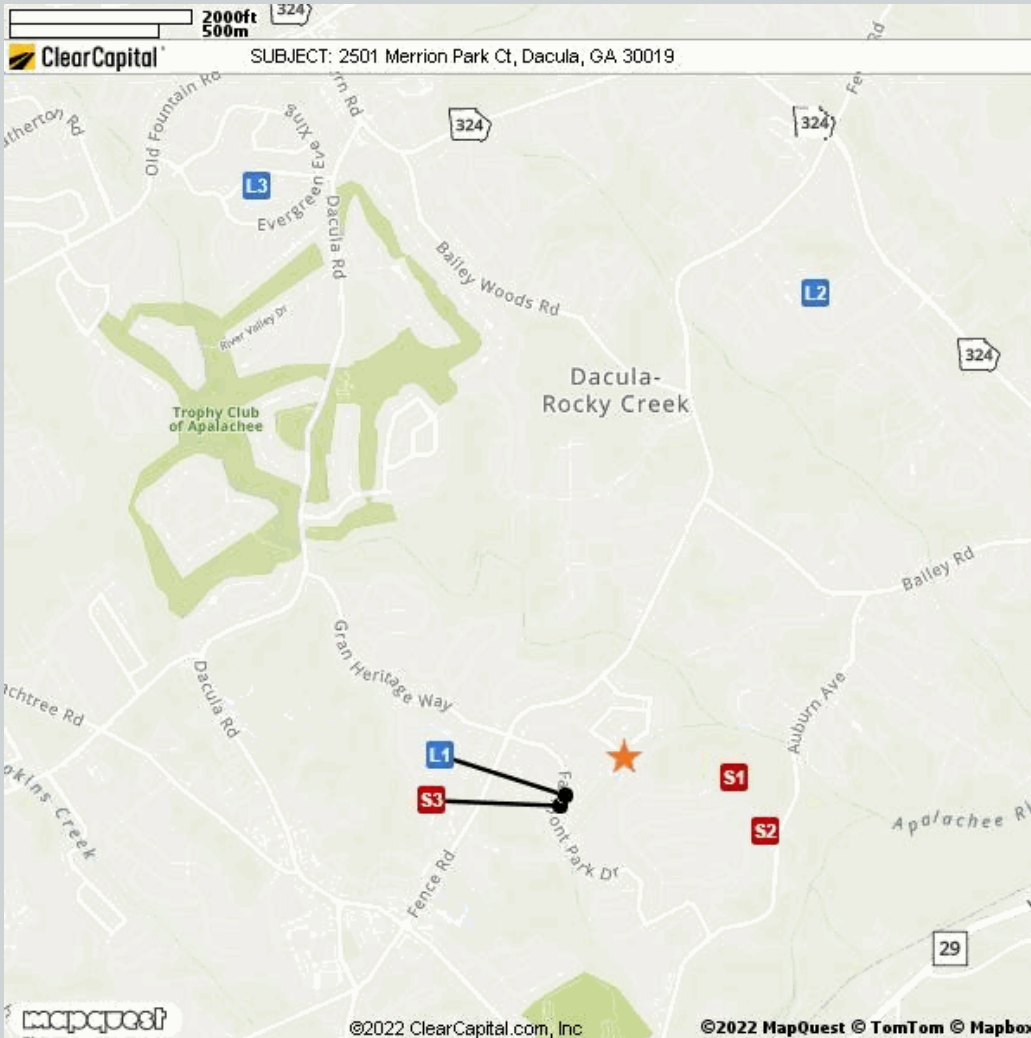 2000ft
500m
324
ClearCapital
SUBJECT: 2501 Merrion Park Ct, Dacula, GA 30019
Old Fountain Rd
324
324
L3
Evergreen Eve Xing
Dacula Rd
Bailey Woods Rd
L2
River Valley Dr
324
Dacula-
Rocky Creek
Trophy Club
of Apalachee
Bailey Rd
Gran Heritage Way
Dacula Rd
Auburn Ave
L1
S1
S3
S2
Apalachee
Park Dr
Fence Rd
29
mapquest
©2022 ClearCapital.com, Inc
©2022 MapQuest © TomTom © Mapbox